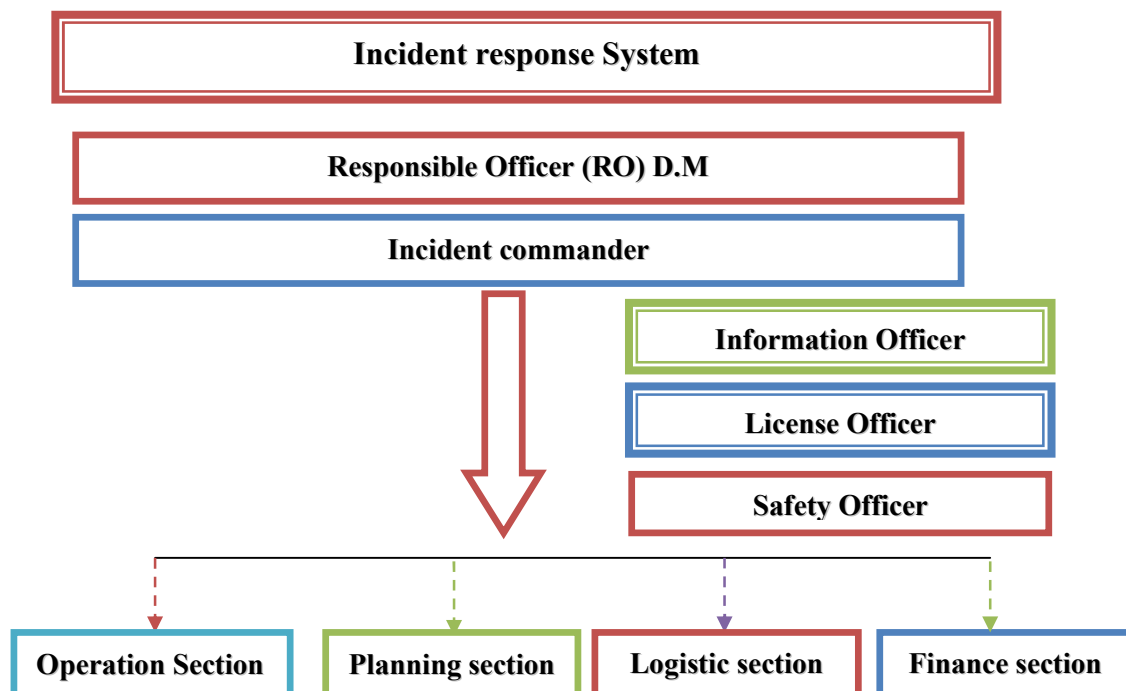 Incident response System
Responsible Officer (RO) D.M
Incident commander
Information Officer
License Officer
Safety Officer
Operation Section
Planning section
Logistic section
Finance section